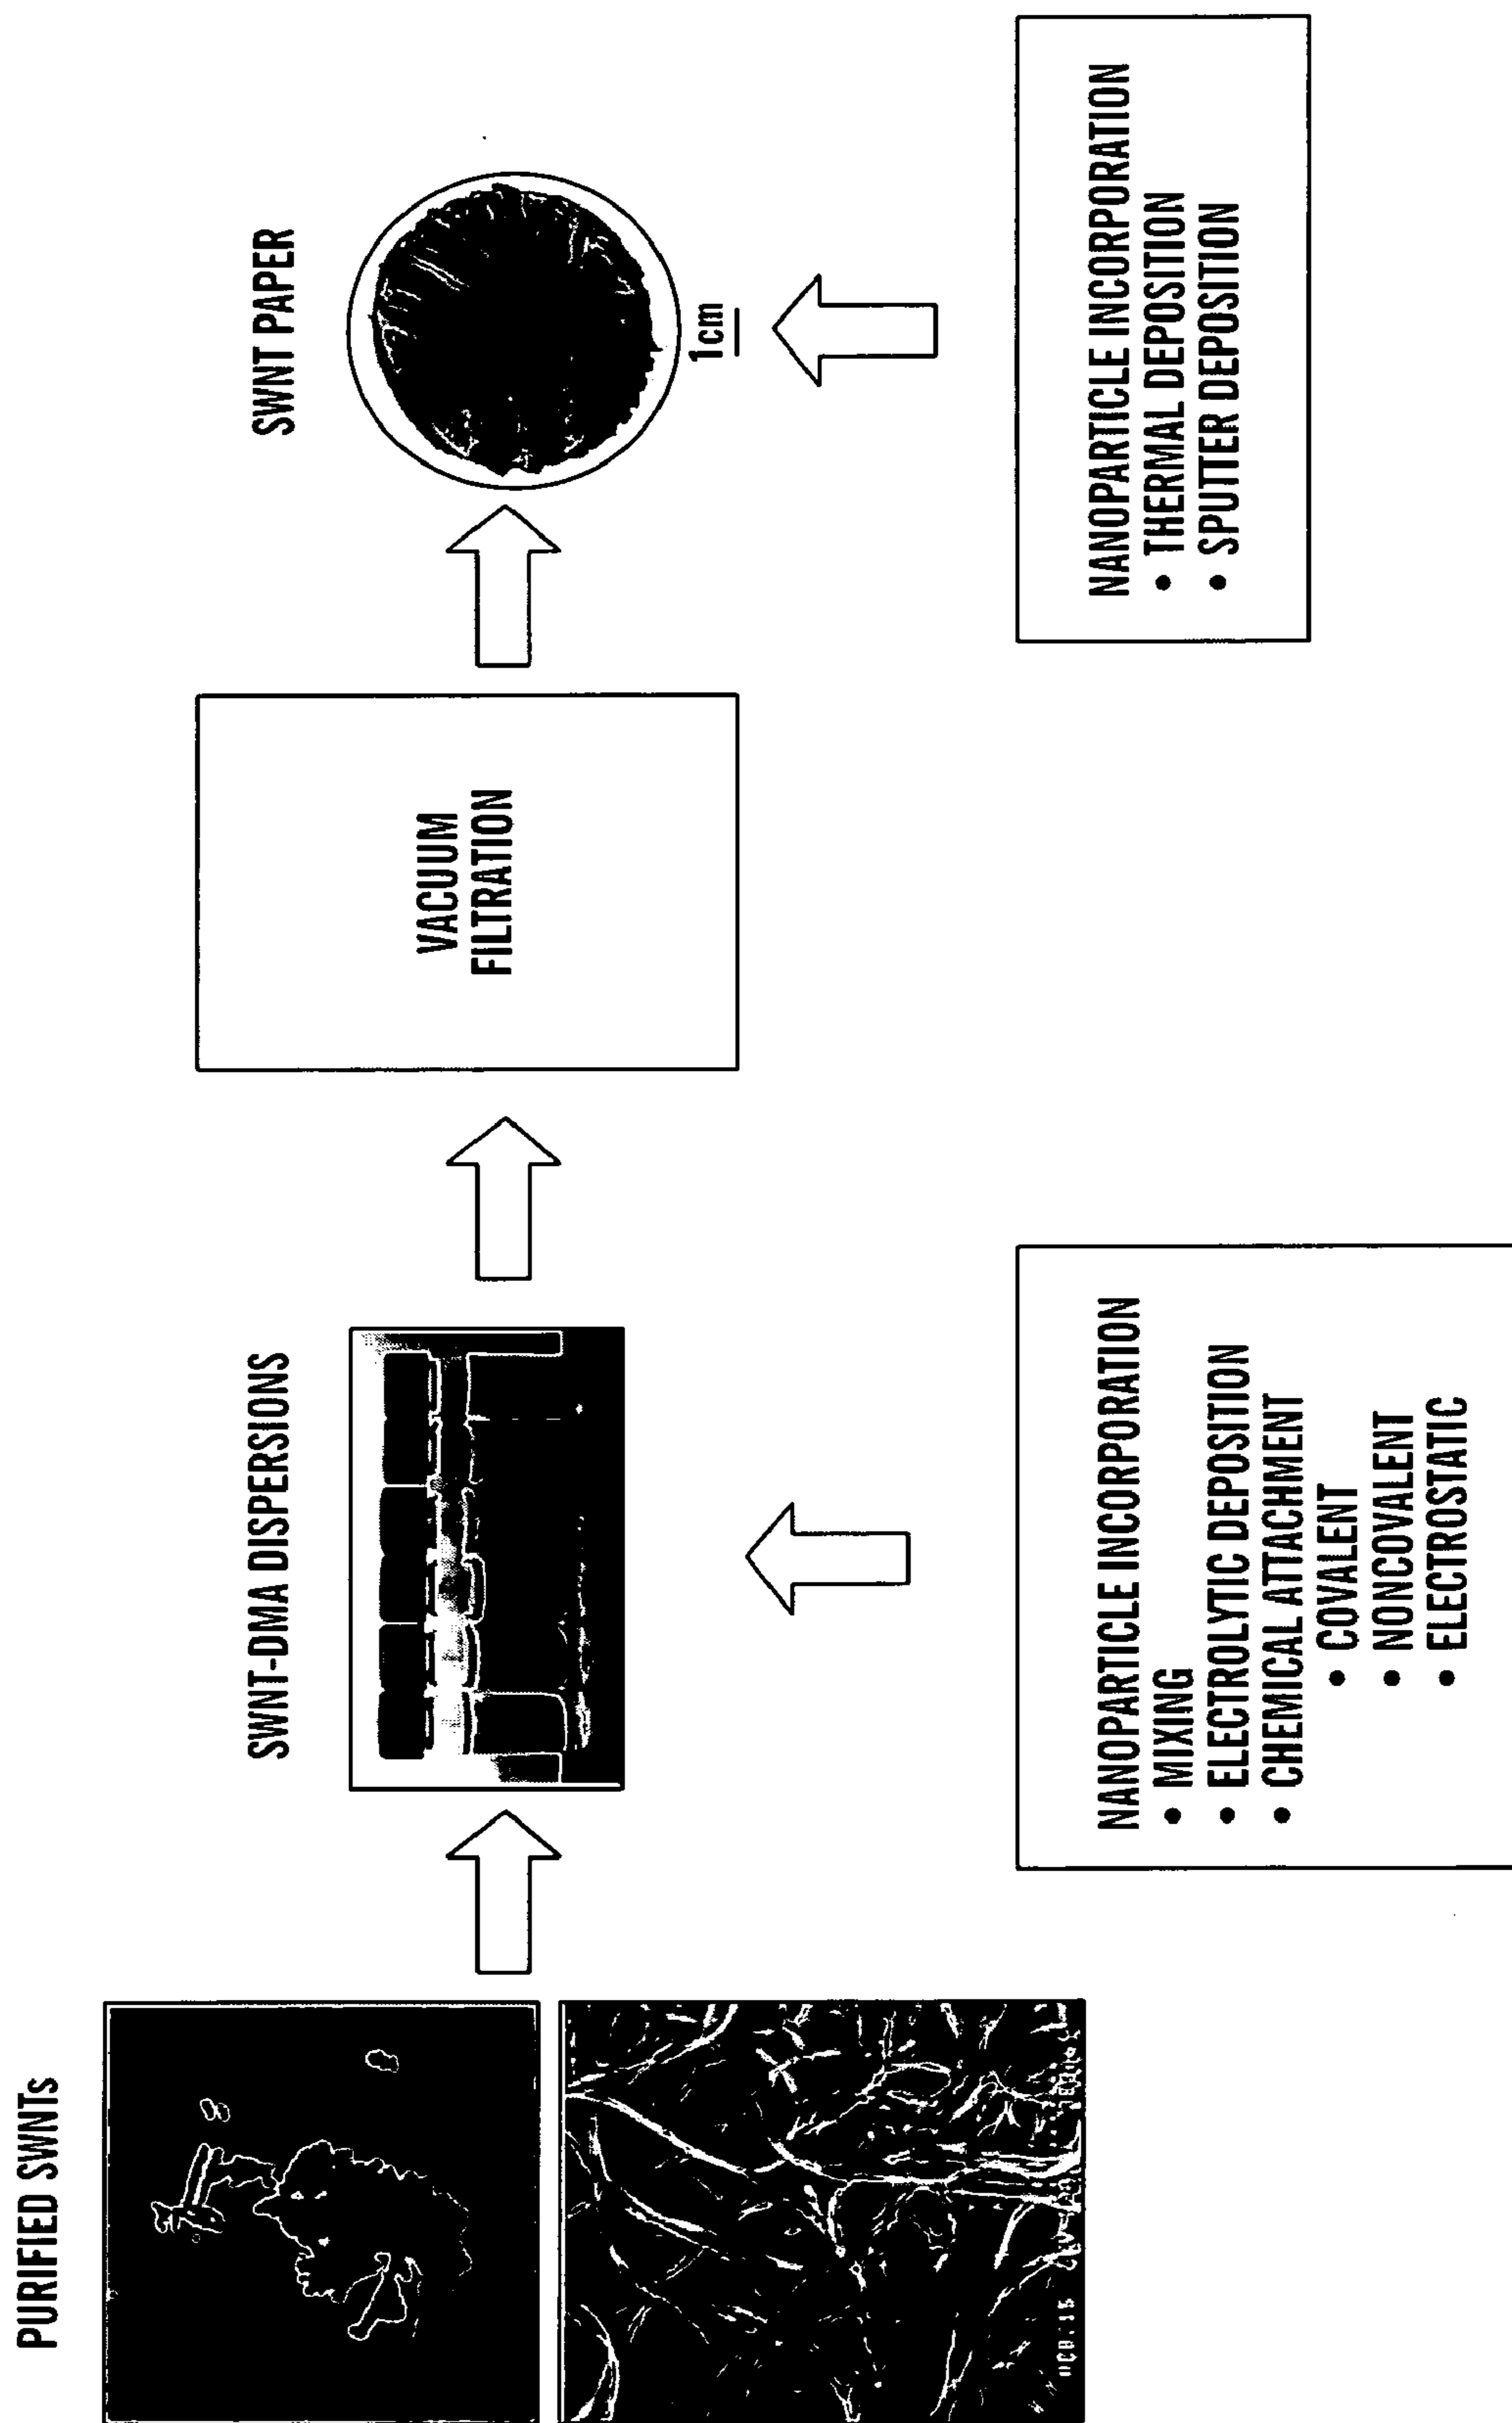 PURIFIED SWNTs
SWNT-DMA DISPERSIONS
VACUUM
FILTRATION
SWNT PAPER
1cm
NANOPARTICLE INCORPORATION
• MIXING
• ELECTROLYTIC DEPOSITION
• CHEMICAL ATTACHMENT
• COVALENT
• NONCOVALENT
• ELECTROSTATIC
NANOPARTICLE INCORPORATION
• THERMAL DEPOSITION
• SPUTTER DEPOSITION